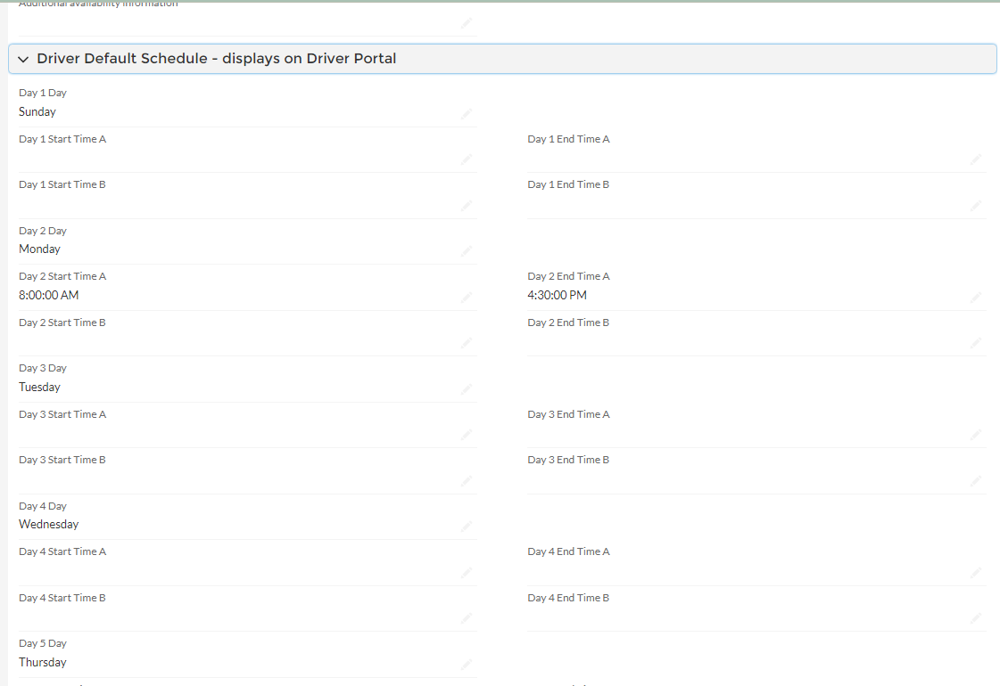 Additional availability information
Driver Default Schedule - displays on Driver Portal
Day 1 Day
Sunday
Day 1 Start Time A
Day 1 End Time A
Day 1 Start Time B
Day 1 End Time B
Day 2 Day
Monday
Day 2 Start Time A
Day 2 End Time A
8:00:00 AM
4:30:00 PM
Day 2 Start Time B
Day 2 End Time B
Day 3 Day
Tuesday
Day 3 Start Time A
Day 3 End Time A
Day 3 Start Time B
Day 3 End Time B
Day 4 Day
Wednesday
Day 4 Start Time A
Day 4 End Time A
Day 4 Start Time B
Day 4 End Time B
Day 5 Day
Thursday